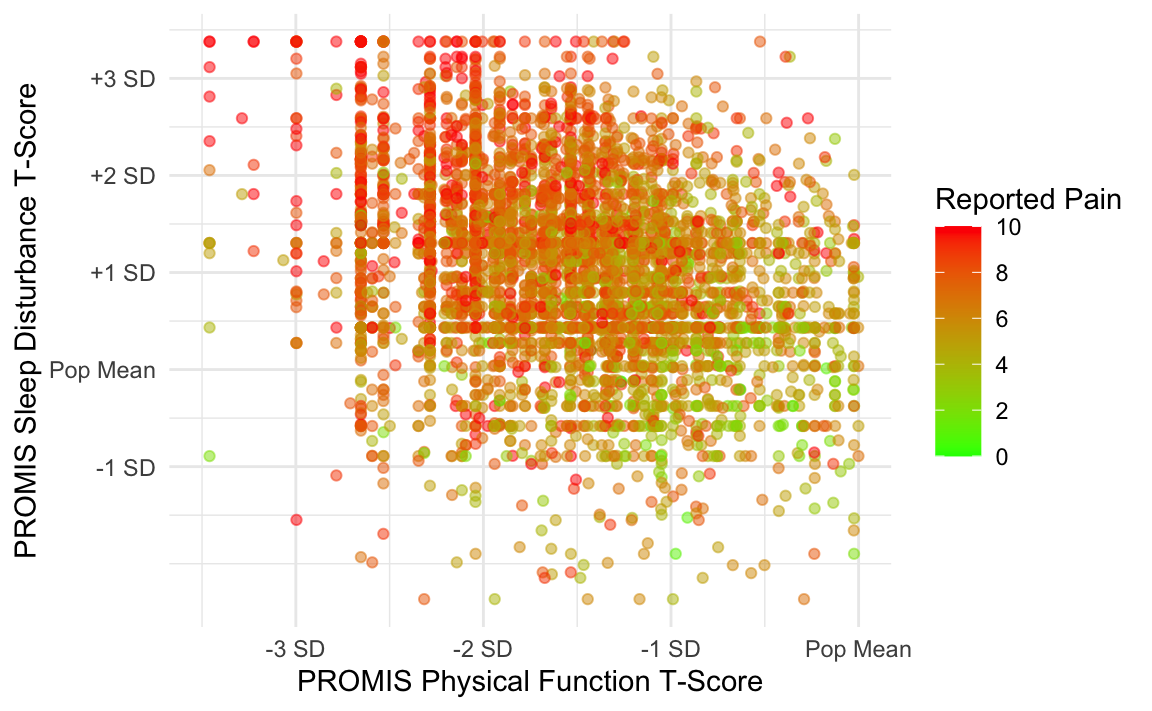 PROMIS Sleep Disturbance T-Score
+3 SD
+2 SD
+1 SD
Pop Mean
-1 SD
-3 SD
-2 SD
-1 SD
Pop Mean
PROMIS Physical Function T-Score
Reported Pain
10
8
6
4
2
0